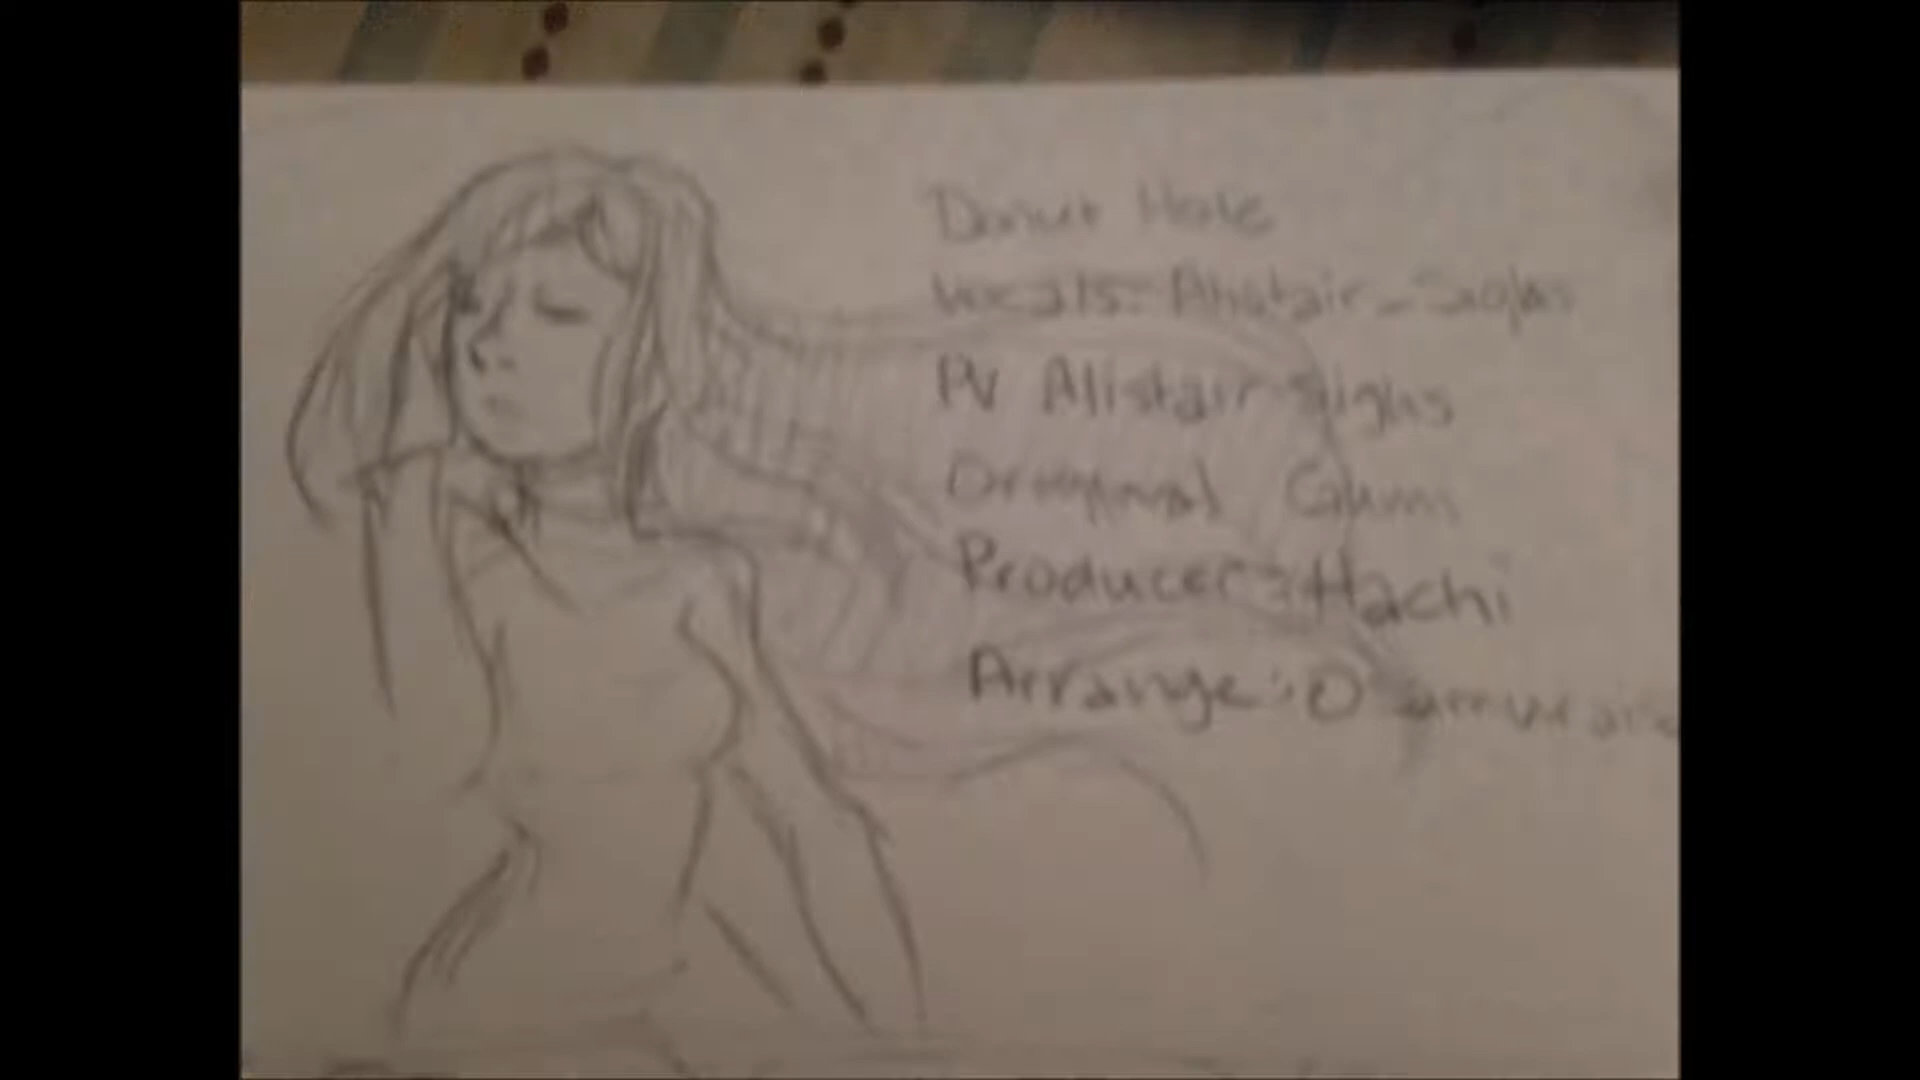 Donut Hole
Vocals: Alistair_Sighs
PV Alistair-Sighs
Original Gumi
Producer: Hachi
Arrange: